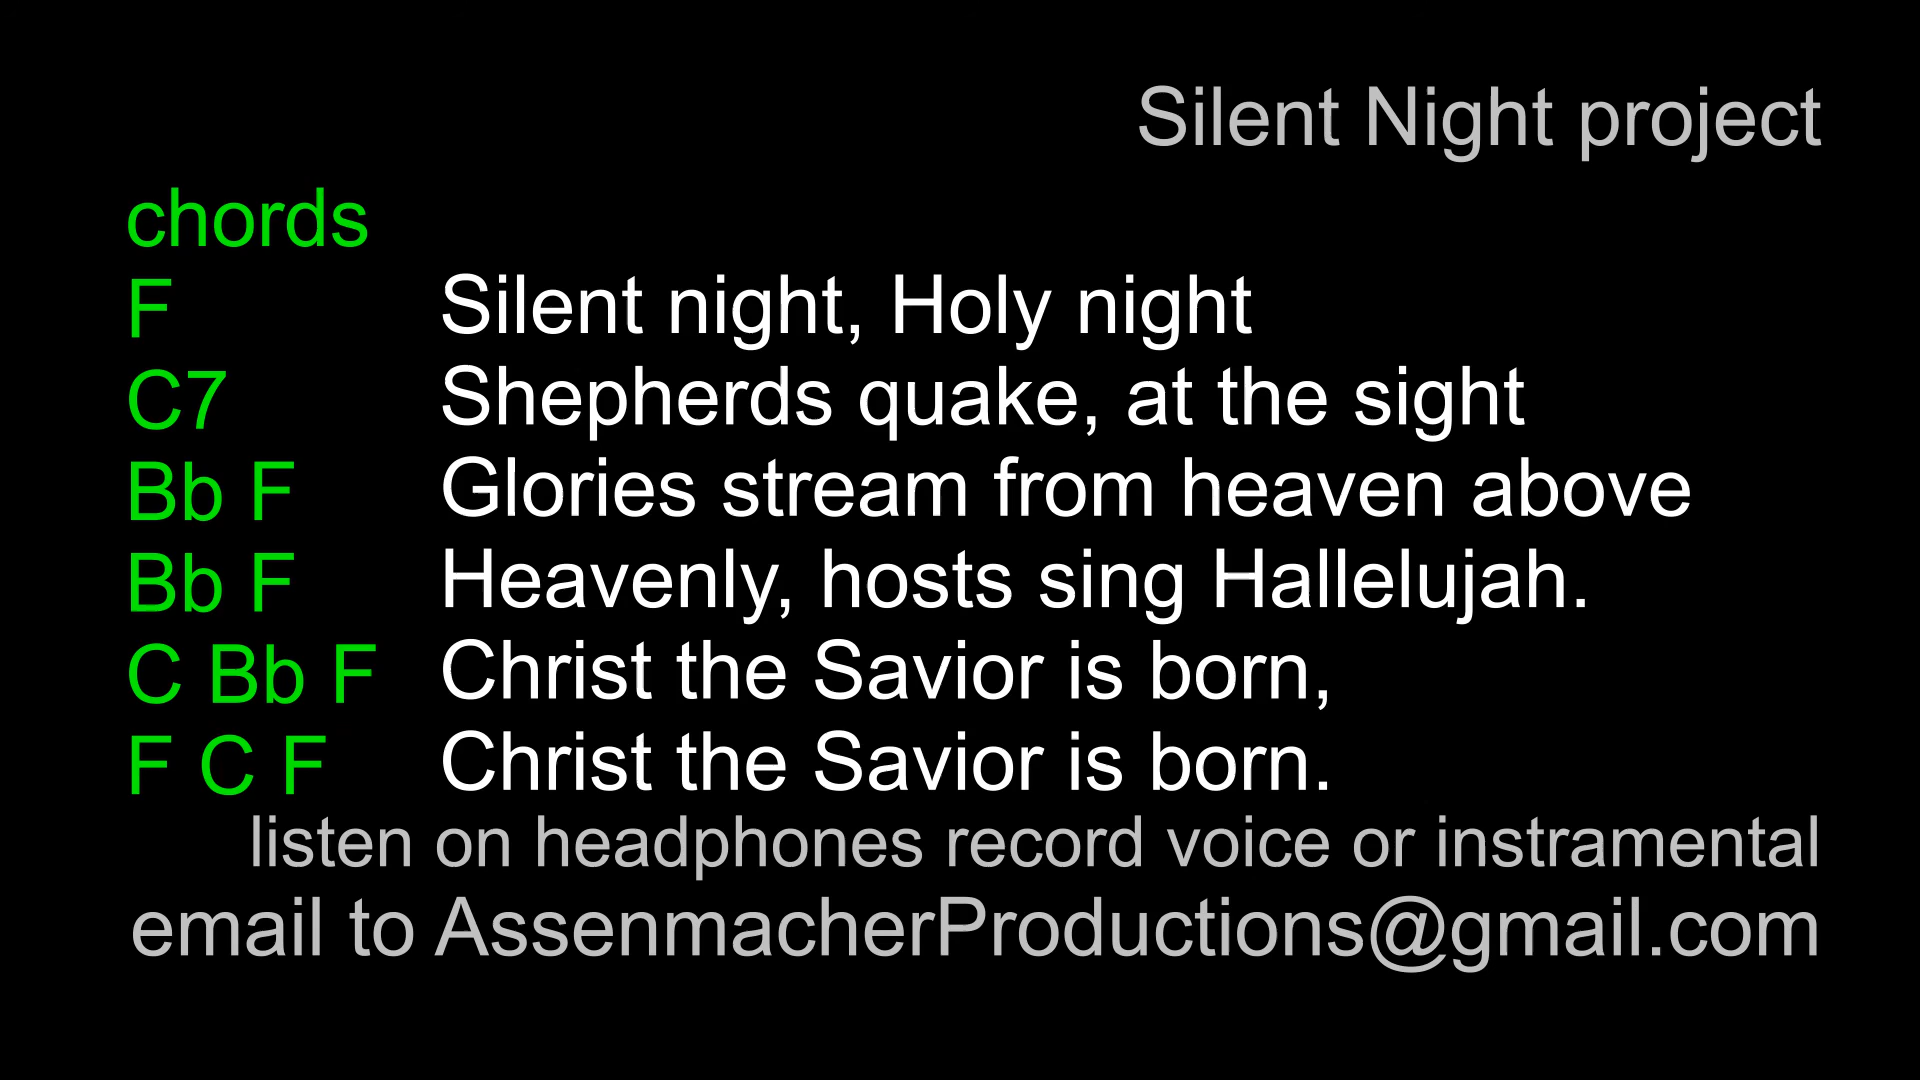 Silent Night project
chords
F Silent night, Holy night
C7 Shepherds quake, at the sight
Bb F Glories stream from heaven above
Bb F Heavenly, hosts sing Hallelujah.
C Bb F Christ the Savior is born,
F C F Christ the Savior is born.
listen on headphones record voice or instramental
email to AssenmacherProductions@gmail.com